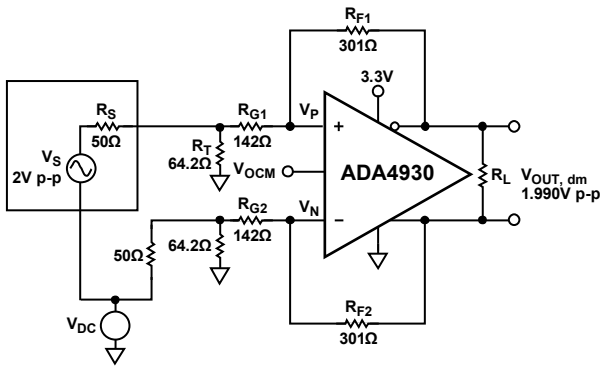 RF1
301Ω
3.3V
RS
50Ω
VS
2V p-p
RT
64.2Ω
RG1
142Ω
VP
+
VOCM
ADA4930
RL
VOUT, dm
1.990V p-p
50Ω
64.2Ω
RG2
142Ω
VN
–
VDC
RF2
301Ω